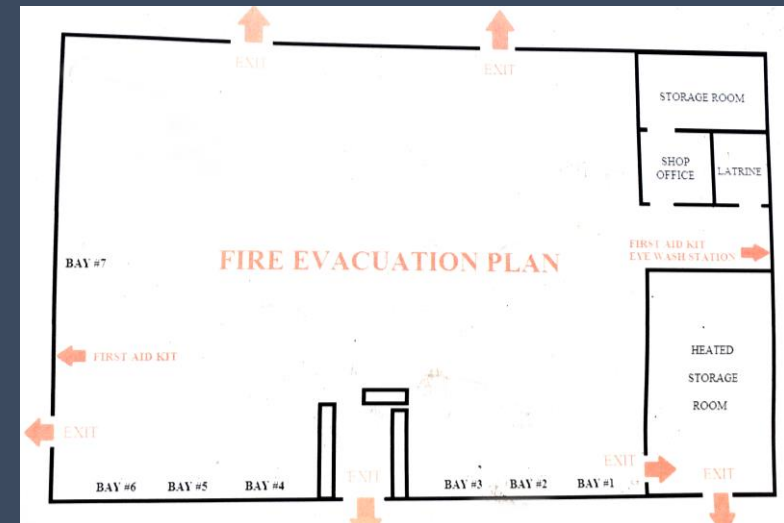 EXIT
EXIT
STORAGE ROOM
SHOP
OFFICE
LATRINE
BAY #7
FIRE EVACUATION PLAN
FIRST AID KIT
EYE WASH STATION
FIRST AID KIT
HEATED
STORAGE
ROOM
EXIT
EXIT
EXIT
EXIT
BAY #6
BAY #5
BAY #4
BAY #3
BAY #2
BAY #1